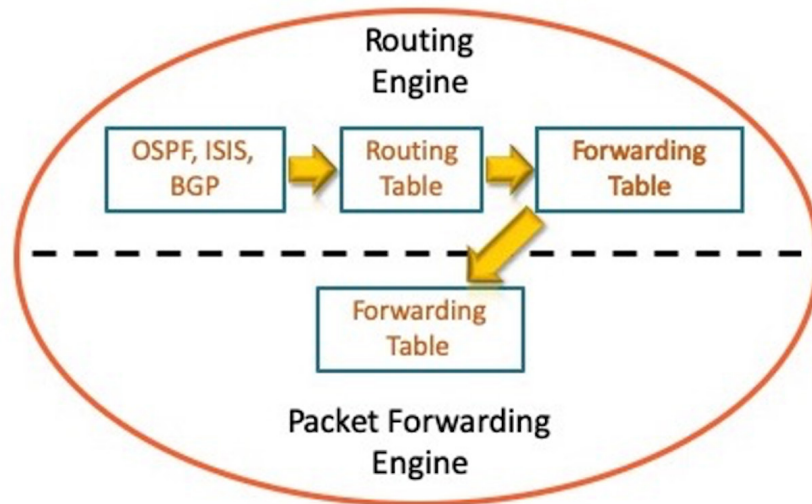 Routing
Engine
OSPF, ISIS,
BGP
Routing
Table
Forwarding
Table
Forwarding
Table
Packet Forwarding
Engine